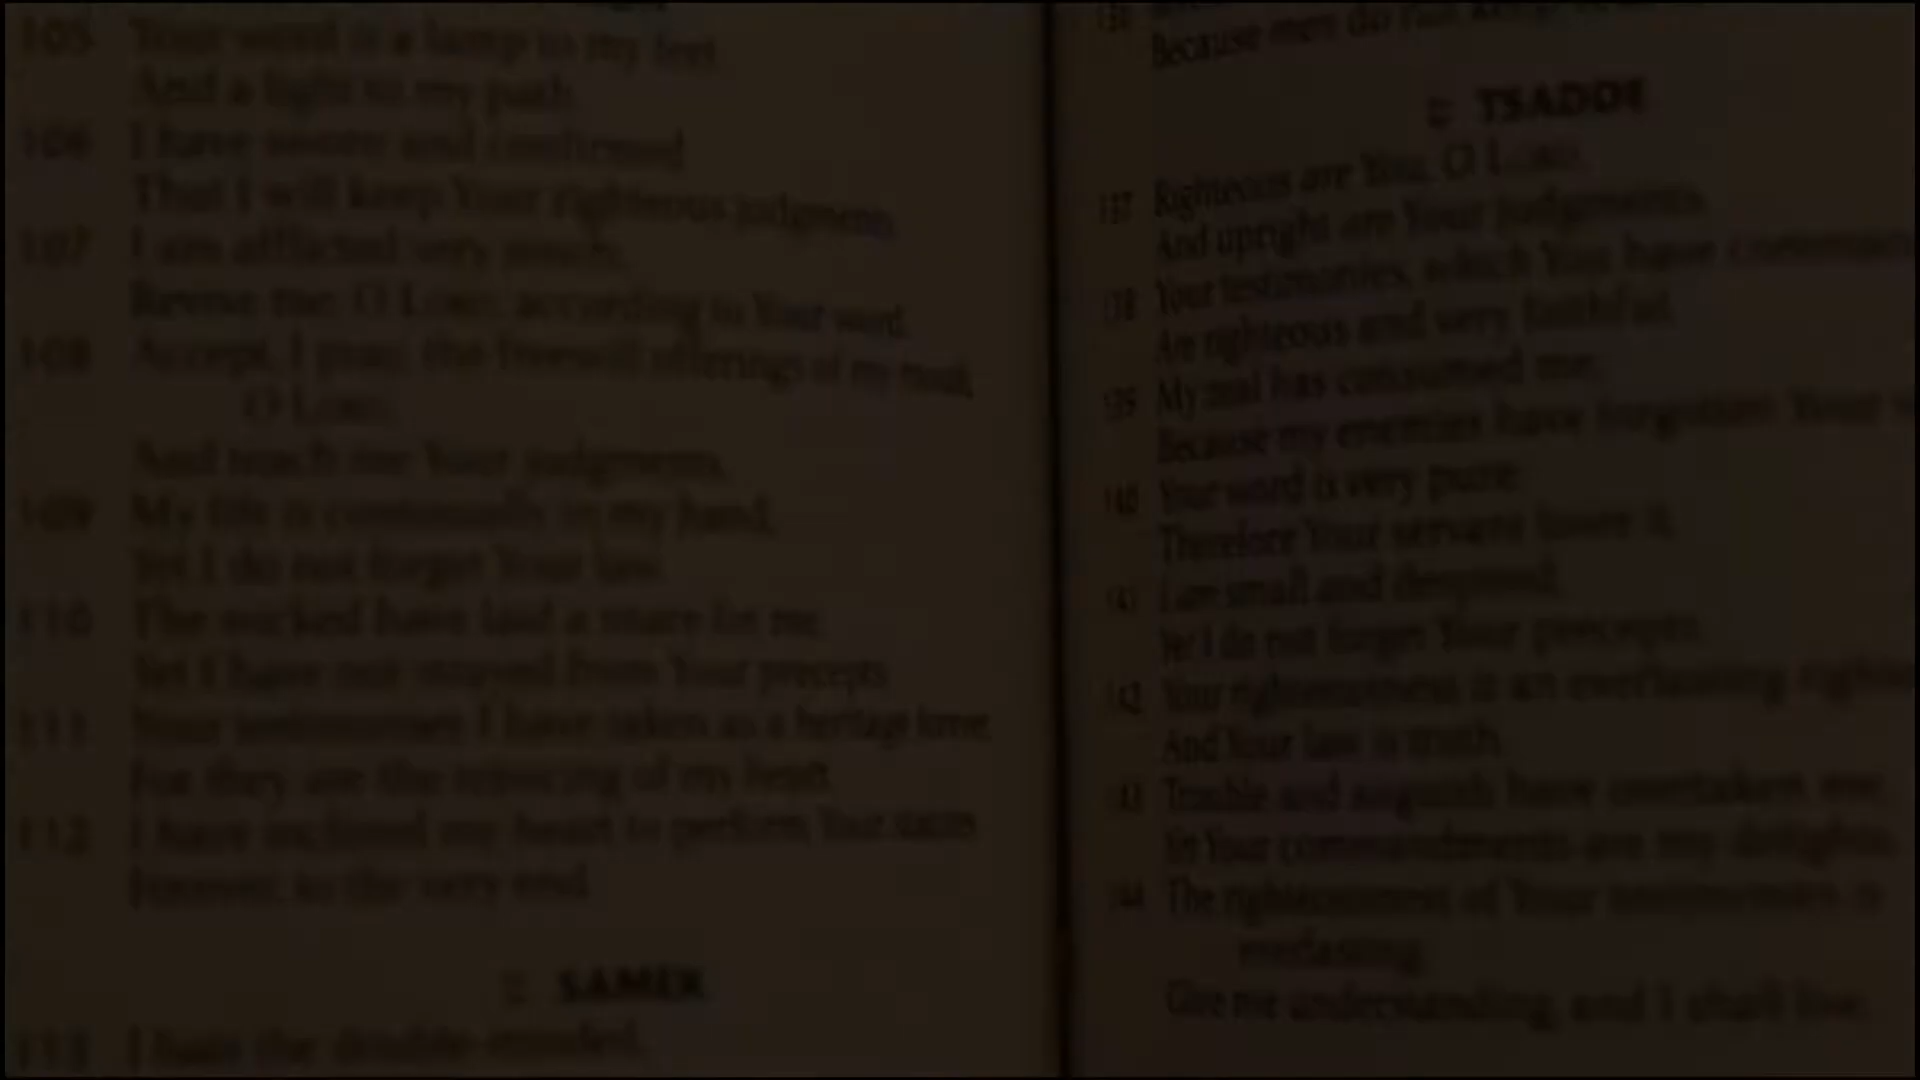 105 Your word is a lamp to my feet
And a light to my path.
106 I have sworn and confirmed
That I will keep Your righteous judgments.
107 I am afflicted very much;
Revive me, O LORD, according to Your word.
108 Accept, I pray, the freewill offerings of my mouth,
O LORD,
And teach me Your judgments.
109 My life is continually in my hand,
Yet I do not forget Your law.
110 The wicked have laid a snare for me,
Yet I have not strayed from Your precepts.
111 Your testimonies I have taken as a heritage forever,
For they are the rejoicing of my heart.
112 I have inclined my heart to perform Your statutes
Forever, to the very end.
SAMEK
113 I hate the double-minded,
136
Because men do not keep
צ TSADDE
137 Righteous are You, O LORD,
And upright are Your judgments.
138 Your testimonies, which You have
Are righteous and very faithful.
139 My zeal has consumed me,
Because my enemies have forgotten Your
140 Your word is very pure;
Therefore Your servant loves it.
141 I am small and despised,
Yet I do not forget Your precepts.
142 Your righteousness is an everlasting
And Your law is truth.
143 Trouble and anguish have overtaken me,
Yet Your commandments are my delights.
144 The righteousness of Your testimonies is
everlasting;
Give me understanding, and I shall live.